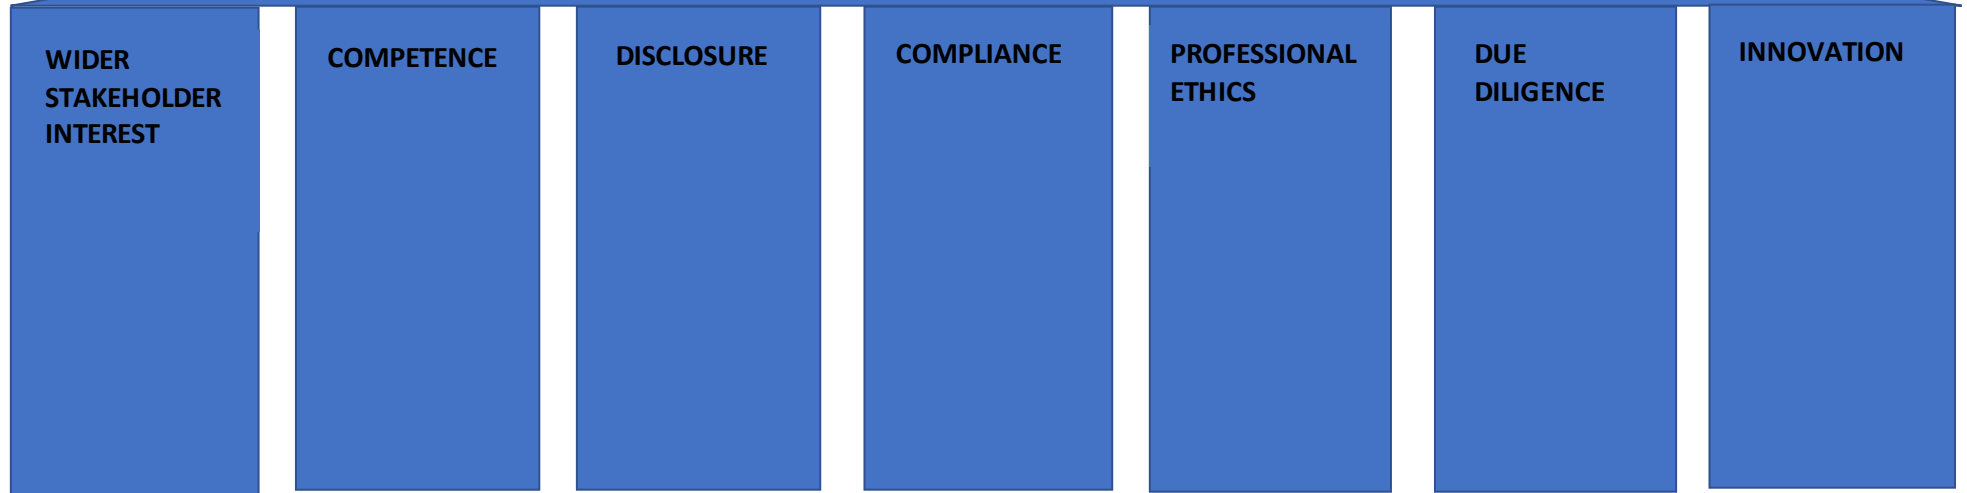 WIDER
STAKEHOLDER
INTEREST
COMPETENCE
DISCLOSURE
COMPLIANCE
PROFESSIONAL
ETHICS
DUE
DILIGENCE
INNOVATION